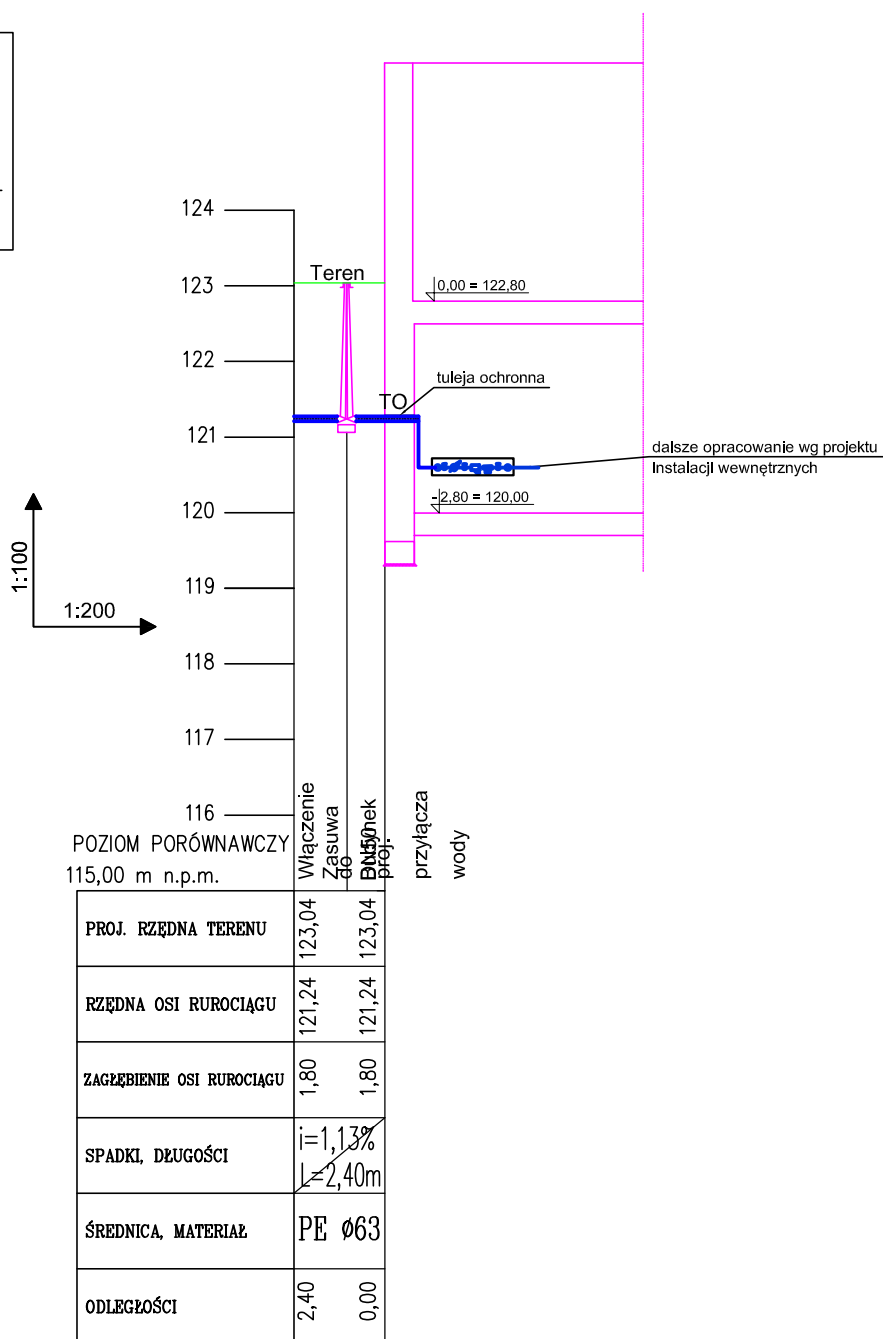 124
Teren
123
0,00 = 122,80
122
tuleja ochronna
TO
121
dalsze opracowanie wg projektu
Instalacji wewnętrznych
-2,80 = 120,00
120
1:100
119
1:200
118
117
116
POZIOM PORÓWNAWCZY
115,00 m n.p.m.
Włączenie
Zasuwa
do
DN50
Budynek
proj.
przyłącza
wody
PROJ. RZĘDNA TERENU 123,04 123,04
RZĘDNA OSI RUROCIĄGU 121,24 121,24
ZAGŁĘBIENIE OSI RUROCIĄGU 1,80 1,80
SPADKI, DŁUGOŚCI i=1,13%
L=2,40m
ŚREDNICA, MATERIAŁ PE Ø63
ODLEGŁOŚCI 2,40 0,00